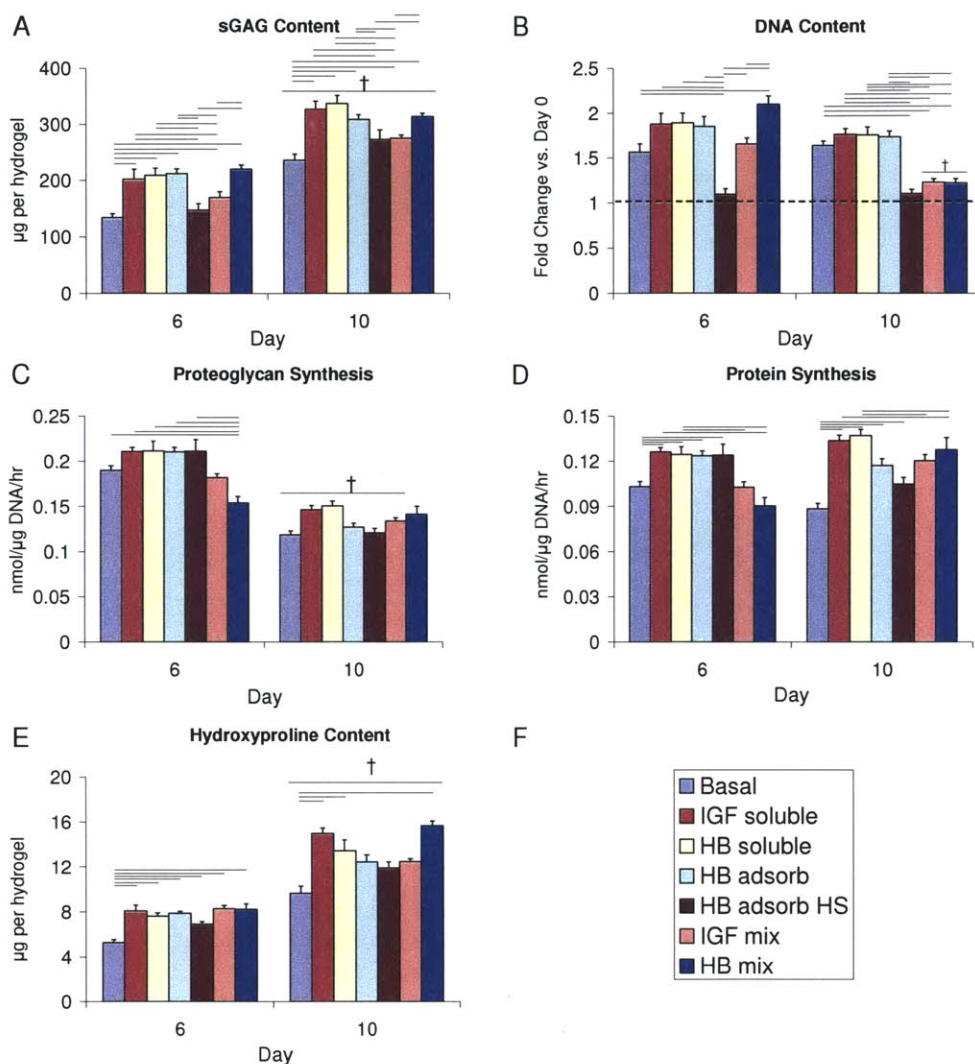 A
sGAG Content
µg per hydrogel
400
300
200
100
0
†
6
10
Day
B
DNA Content
Fold Change vs. Day 0
2.5
2
1.5
1
0.5
0
†
6
10
Day
C
Proteoglycan Synthesis
nmol/µg DNA/hr
0.25
0.2
0.15
0.1
0.05
0
†
6
10
Day
D
Protein Synthesis
nmol/µg DNA/hr
0.15
0.12
0.09
0.06
0.03
0
6
10
Day
E
Hydroxyproline Content
µg per hydrogel
20
16
12
8
4
0
†
6
10
Day
F
Basal
IGF soluble
HB soluble
HB adsorb
HB adsorb HS
IGF mix
HB mix